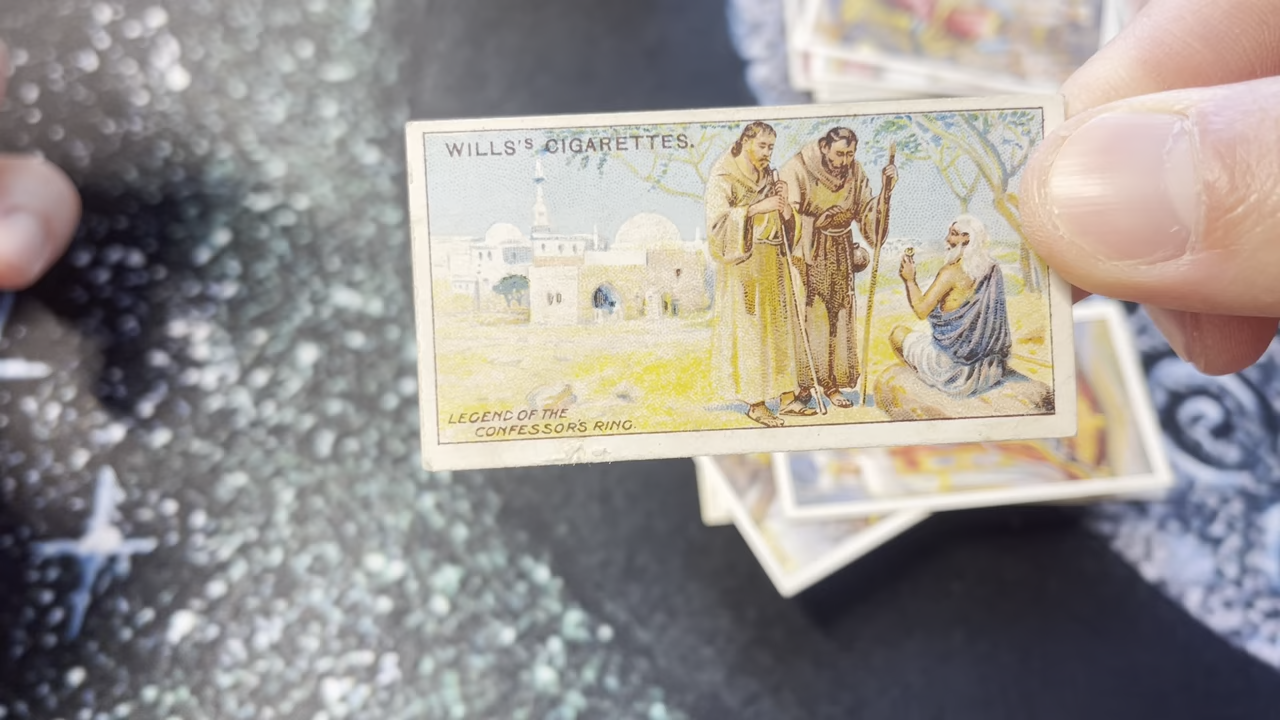 WILLS'S CIGARETTES.
LEGEND OF THE
CONFESSOR'S RING.